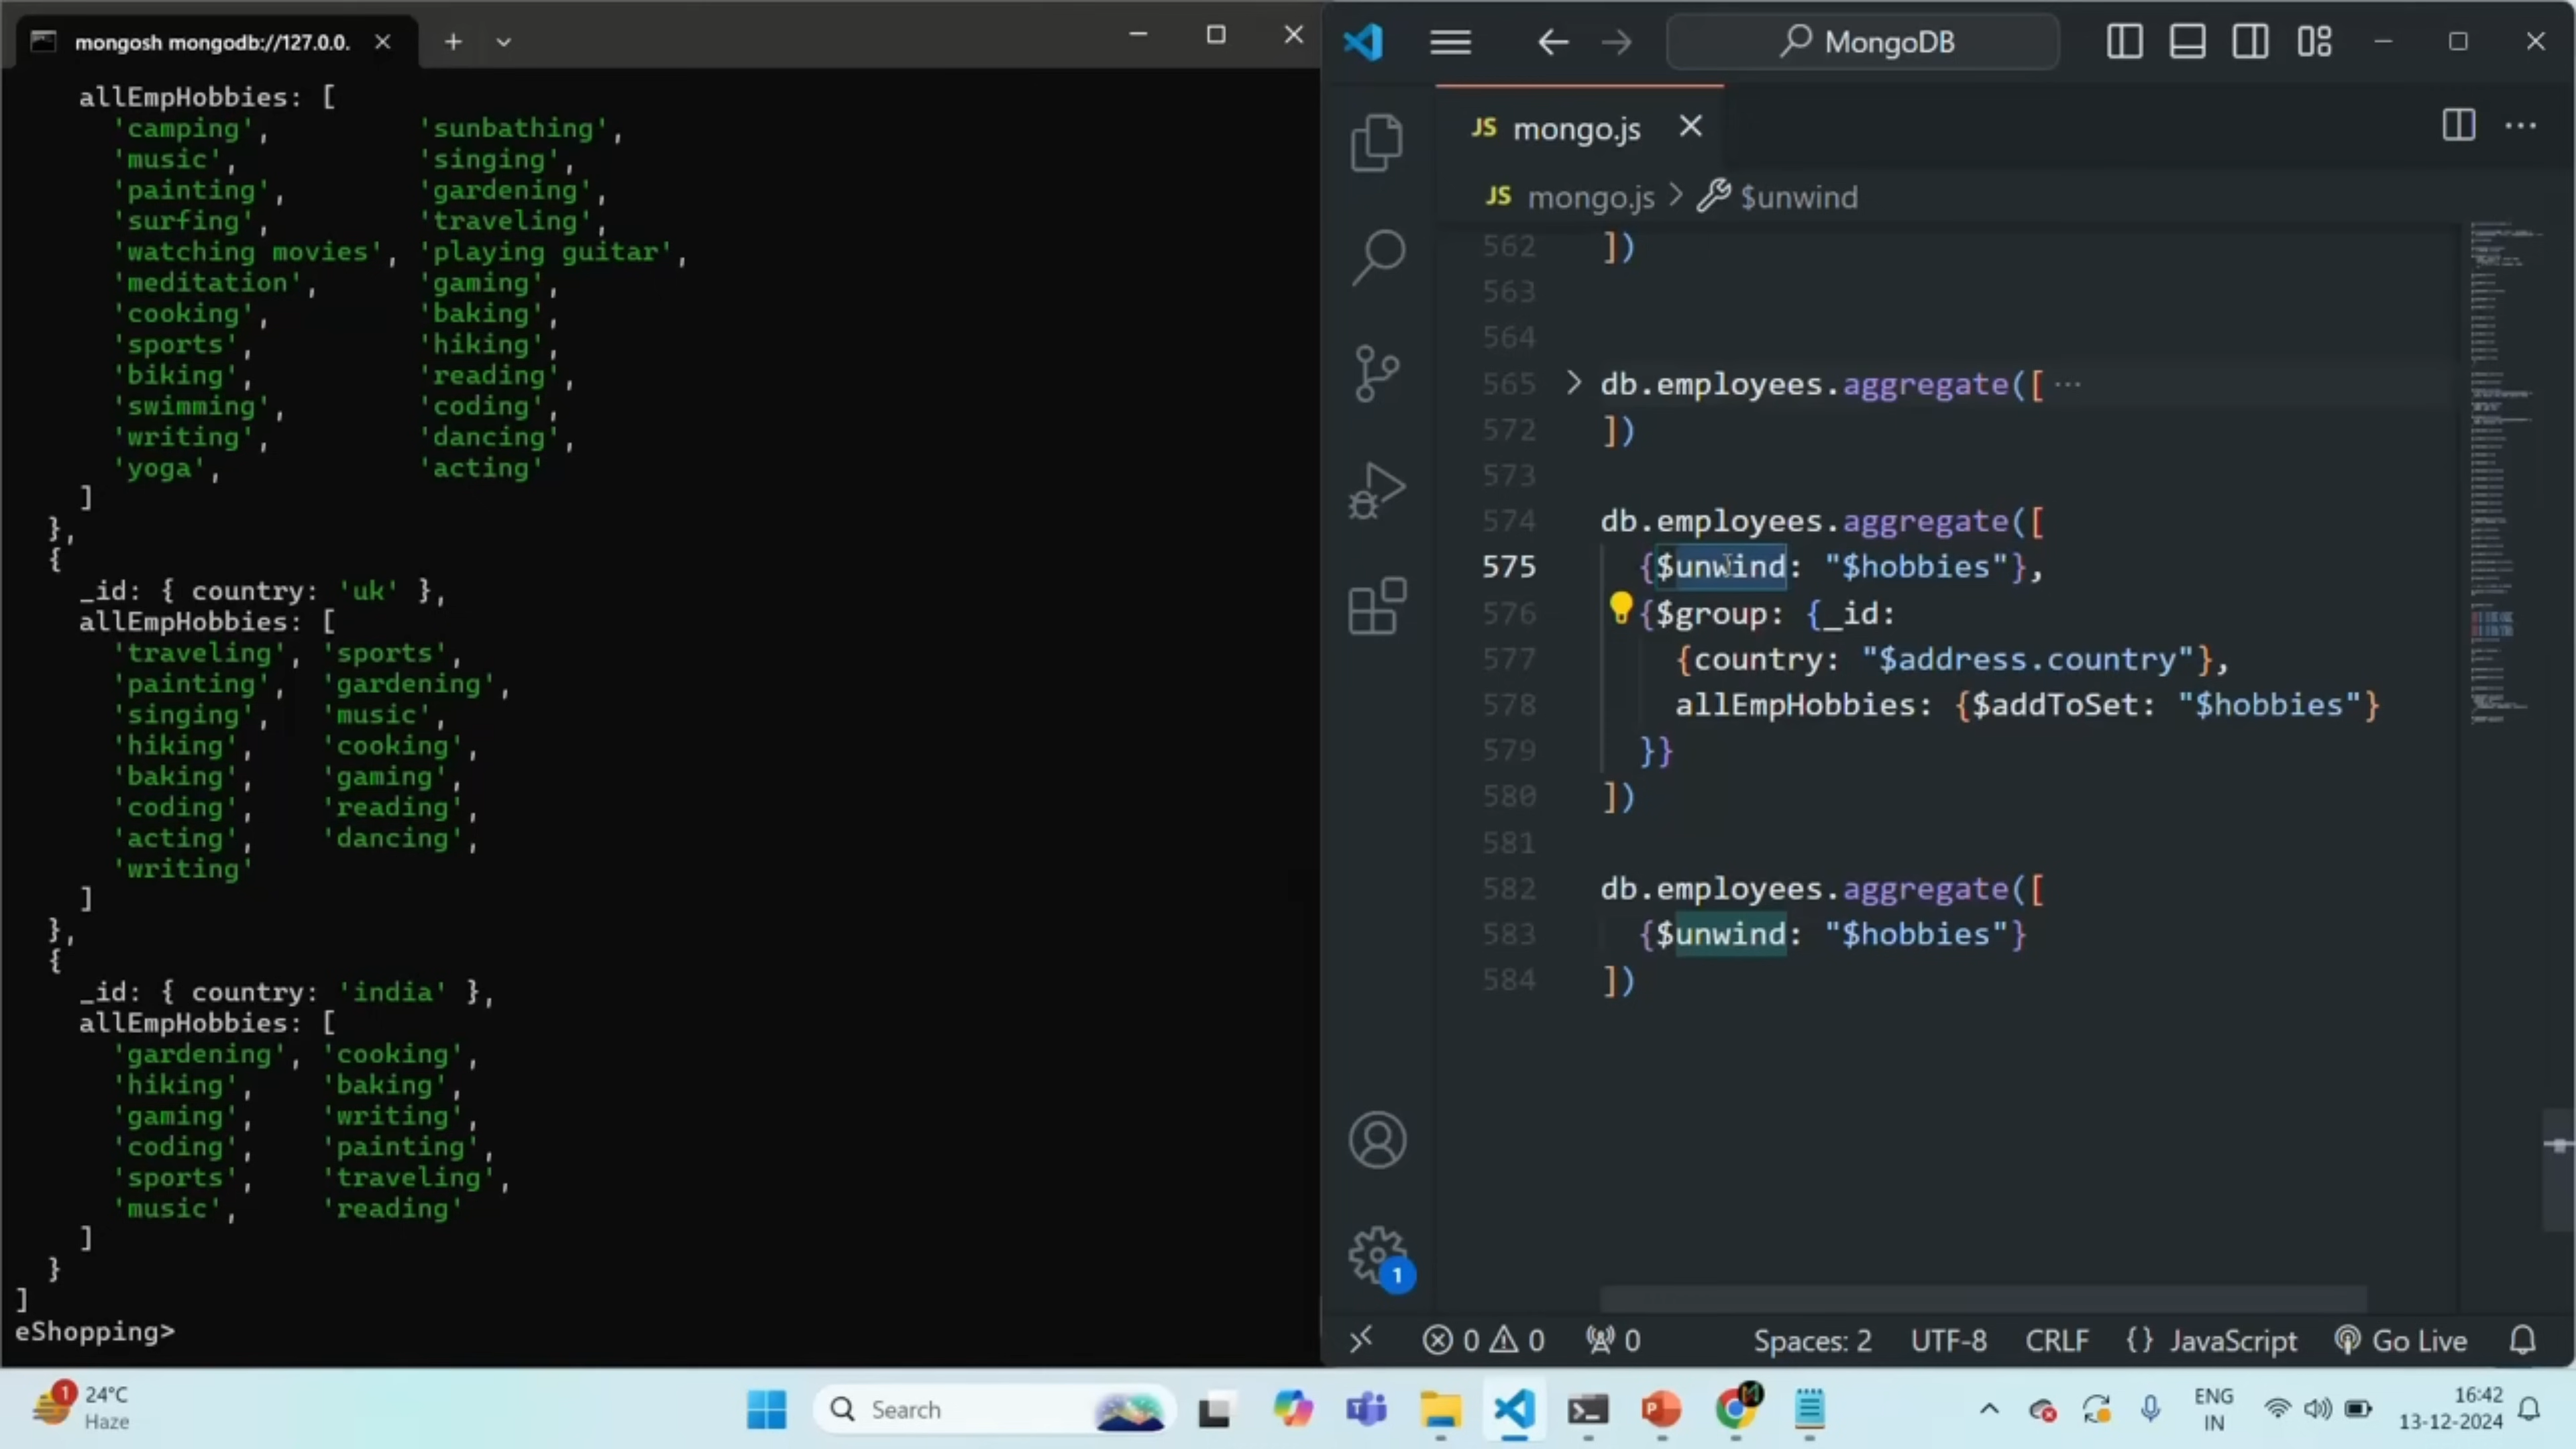 mongosh mongodb://127.0.0.
allEmpHobbies: [
'camping', 'sunbathing',
'music', 'singing',
'painting', 'gardening',
'surfing', 'traveling',
'watching movies', 'playing guitar',
'meditation', 'gaming',
'cooking', 'baking',
'sports', 'hiking',
'biking', 'reading',
'swimming', 'coding',
'writing', 'dancing',
'yoga', 'acting'
]
},
{
_id: { country: 'uk' },
allEmpHobbies: [
'traveling', 'sports',
'painting', 'gardening',
'singing', 'music',
'hiking', 'cooking',
'baking', 'gaming',
'coding', 'reading',
'acting', 'dancing',
'writing'
]
},
{
_id: { country: 'india' },
allEmpHobbies: [
'gardening', 'cooking',
'hiking', 'baking',
'gaming', 'writing',
'coding', 'painting',
'sports', 'traveling',
'music', 'reading'
]
}
]
eShopping>
MongoDB
JS mongo.js
JS mongo.js > $unwind
562 ])
563
564
565 > db.employees.aggregate([ ···
572 ])
573
574 db.employees.aggregate([
575 {$unwind: "$hobbies"},
576 {$group: {_id:
577 {country: "$address.country"},
578 allEmpHobbies: {$addToSet: "$hobbies"}
579 }}
580 ])
581
582 db.employees.aggregate([
583 {$unwind: "$hobbies"}
584 ])
1
0 0 0 Spaces: 2 UTF-8 CRLF {} JavaScript Go Live
1 24°C
Haze
Search
ENG
IN
16:42
13-12-2024